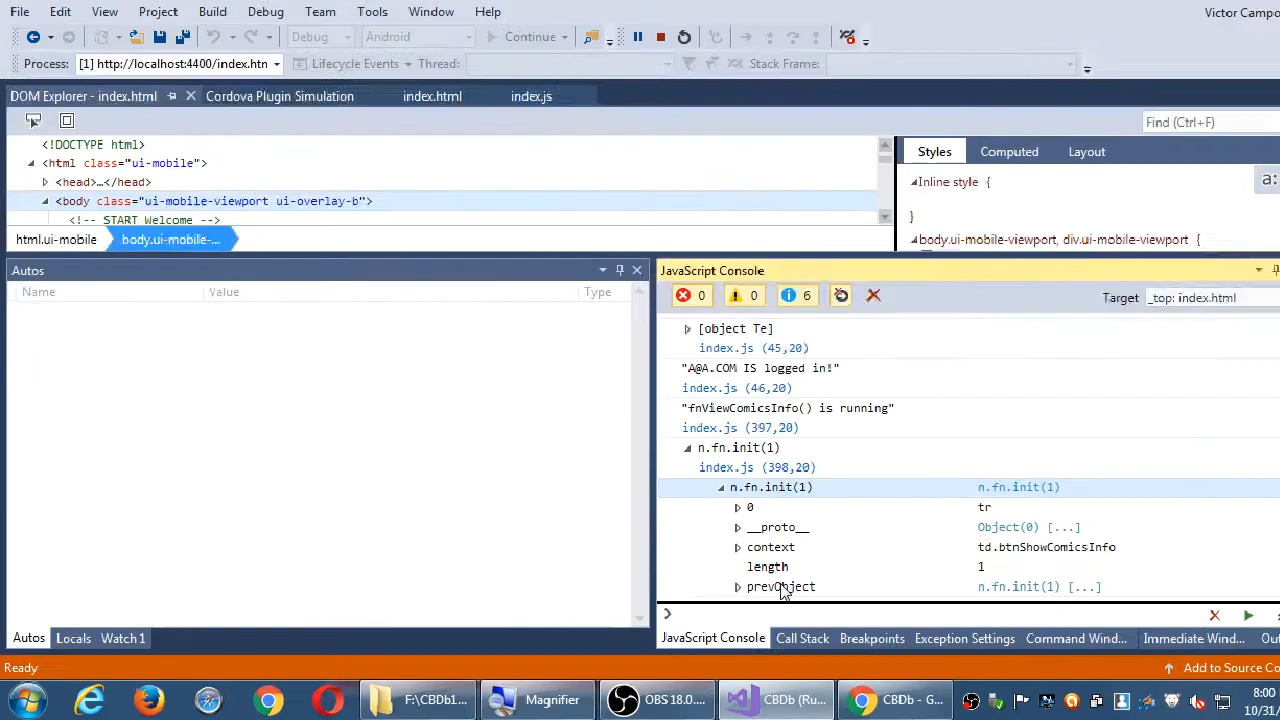 File Edit View Project Build Debug Team Tools Window Help Victor Campo
Debug Android Continue
Process: [1] http://localhost:4400/index.htn Lifecycle Events Thread: Stack Frame:
DOM Explorer - index.html Cordova Plugin Simulation index.html index.js
Find (Ctrl+F)
<!DOCTYPE html>
<html class="ui-mobile">
<head>…</head>
<body class="ui-mobile-viewport ui-overlay-b">
<!-- START Welcome -->
html.ui-mobile body.ui-mobile-...
Styles Computed Layout
Inline style {
a:
}
body.ui-mobile-viewport, div.ui-mobile-viewport {
Autos
Name Value Type
Autos Locals Watch 1
JavaScript Console
0 0 6 Target _top: index.html
[object Te]
index.js (45,20)
"A@A.COM IS logged in!"
index.js (46,20)
"fnViewComicsInfo() is running"
index.js (397,20)
n.fn.init(1)
index.js (398,20)
n.fn.init(1) n.fn.init(1)
0 tr
__proto__ Object(0) [...]
context td.btnShowComicsInfo
length 1
prevObject n.fn.init(1) [...]
JavaScript Console Call Stack Breakpoints Exception Settings Command Wind... Immediate Wind... Ou
Ready Add to Source Co
F:\CBDb1... Magnifier OBS 18.0.... CBDb (Ru... CBDb - G... 8:00
10/31/